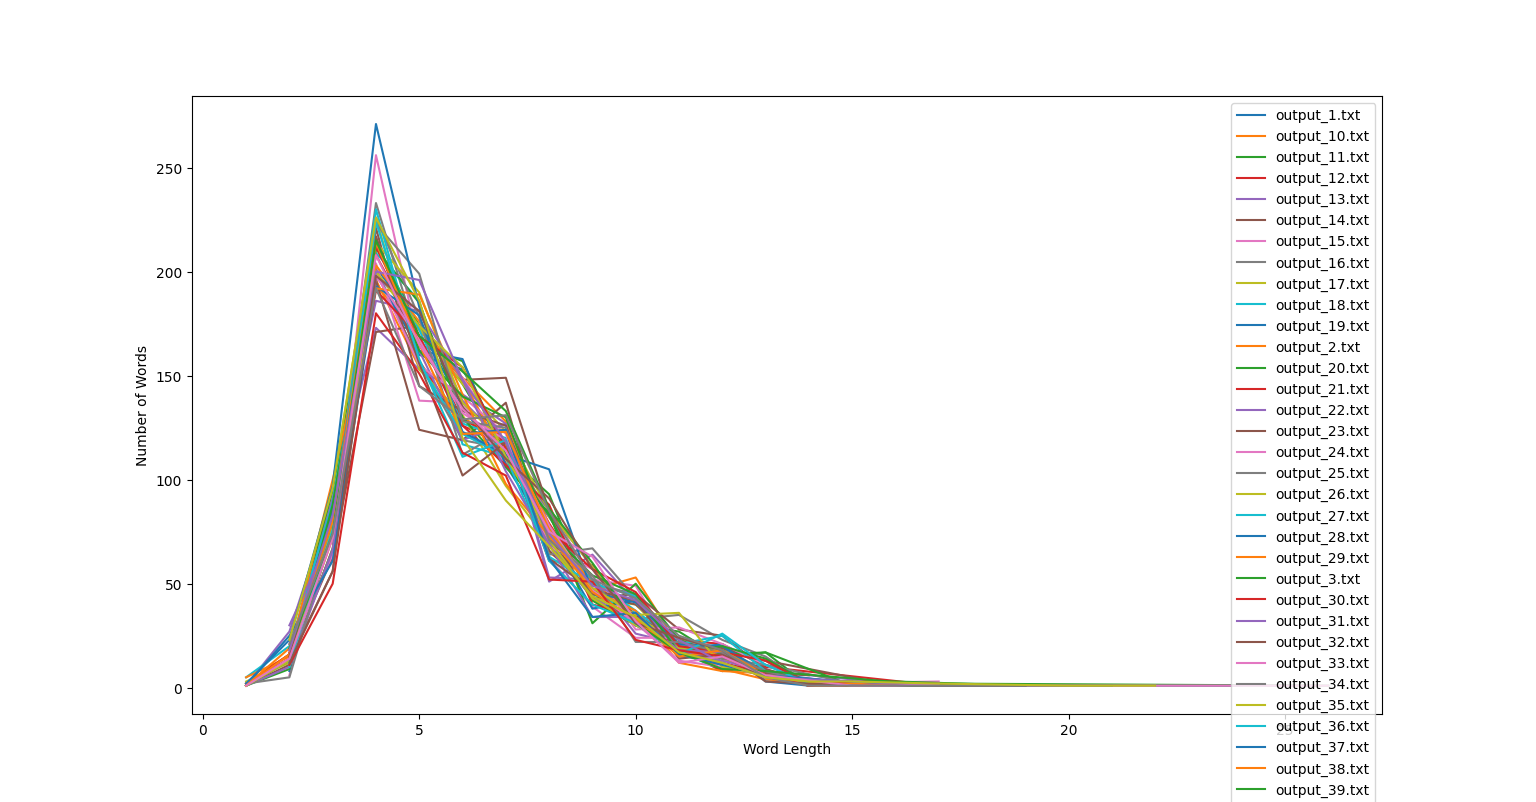 250
200
150
100
50
0
Number of Words
0
5
10
15
20
25
Word Length
output_1.txt
output_10.txt
output_11.txt
output_12.txt
output_13.txt
output_14.txt
output_15.txt
output_16.txt
output_17.txt
output_18.txt
output_19.txt
output_2.txt
output_20.txt
output_21.txt
output_22.txt
output_23.txt
output_24.txt
output_25.txt
output_26.txt
output_27.txt
output_28.txt
output_29.txt
output_3.txt
output_30.txt
output_31.txt
output_32.txt
output_33.txt
output_34.txt
output_35.txt
output_36.txt
output_37.txt
output_38.txt
output_39.txt